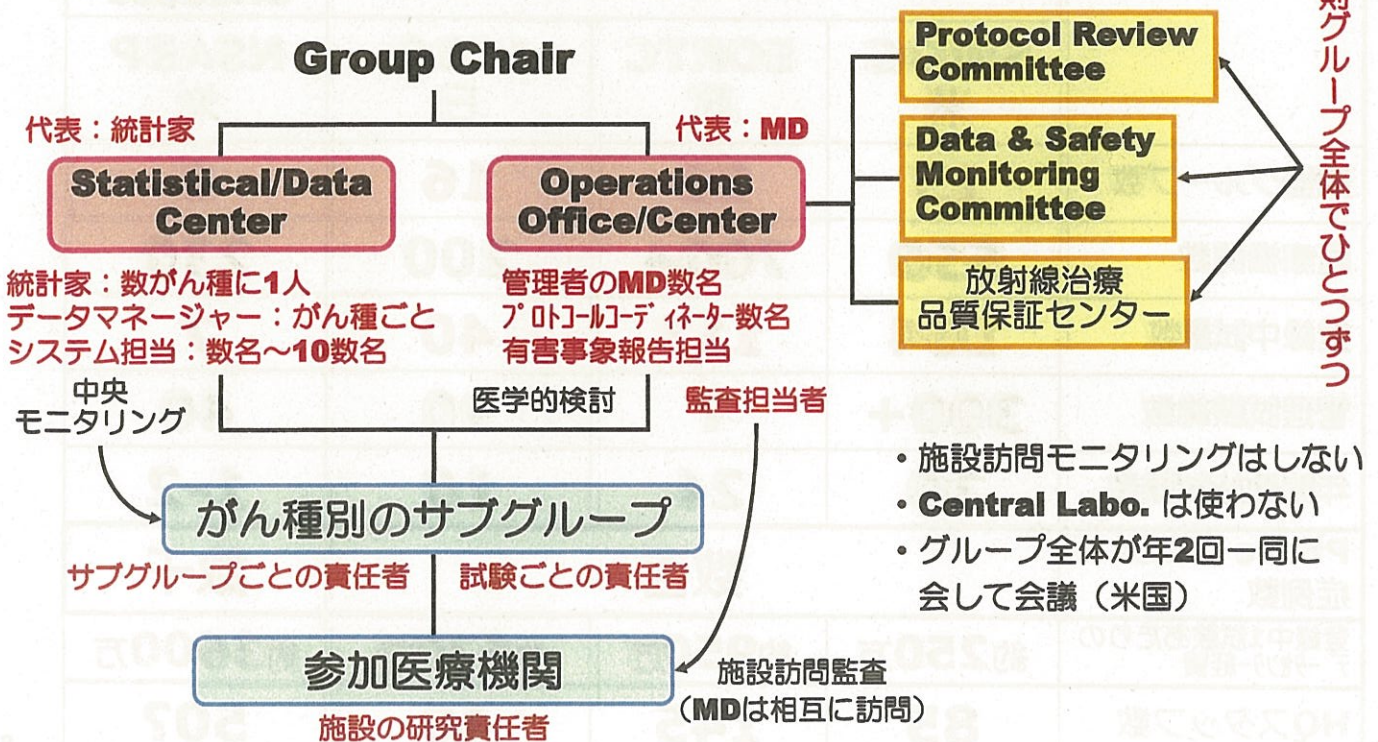 Group Chair
代表：統計家
代表：MD
Statistical/Data
Center
Operations
Office/Center
統計家：数がん種に1人
データマネージャー：がん種ごと
システム担当：数名～10数名
管理者のMD数名
ﾌﾟﾛﾄｺｰﾙｺｰﾃﾞｨﾈｰﾀｰ数名
有害事象報告担当
中央
モニタリング
医学的検討
監査担当者
がん種別のサブグループ
サブグループごとの責任者
試験ごとの責任者
参加医療機関
施設の研究責任者
施設訪問監査
（MDは相互に訪問）
Protocol Review
Committee
Data & Safety
Monitoring
Committee
放射線治療
品質保証センター
則グループ全体でひとつずつ
・施設訪問モニタリングはしない
・Central Labo. は使わない
・グループ全体が年2回一同に
会して会議（米国）